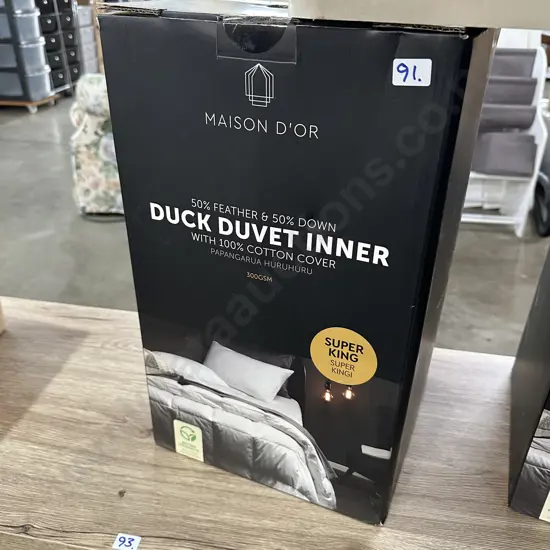 91.
MAISON D'OR
50% FEATHER & 50% DOWN
DUCK DUVET INNER
WITH 100% COTTON COVER
PAPANGARUA HURUHURU
300GSM
SUPER
KING
SUPER
KINGI
93.